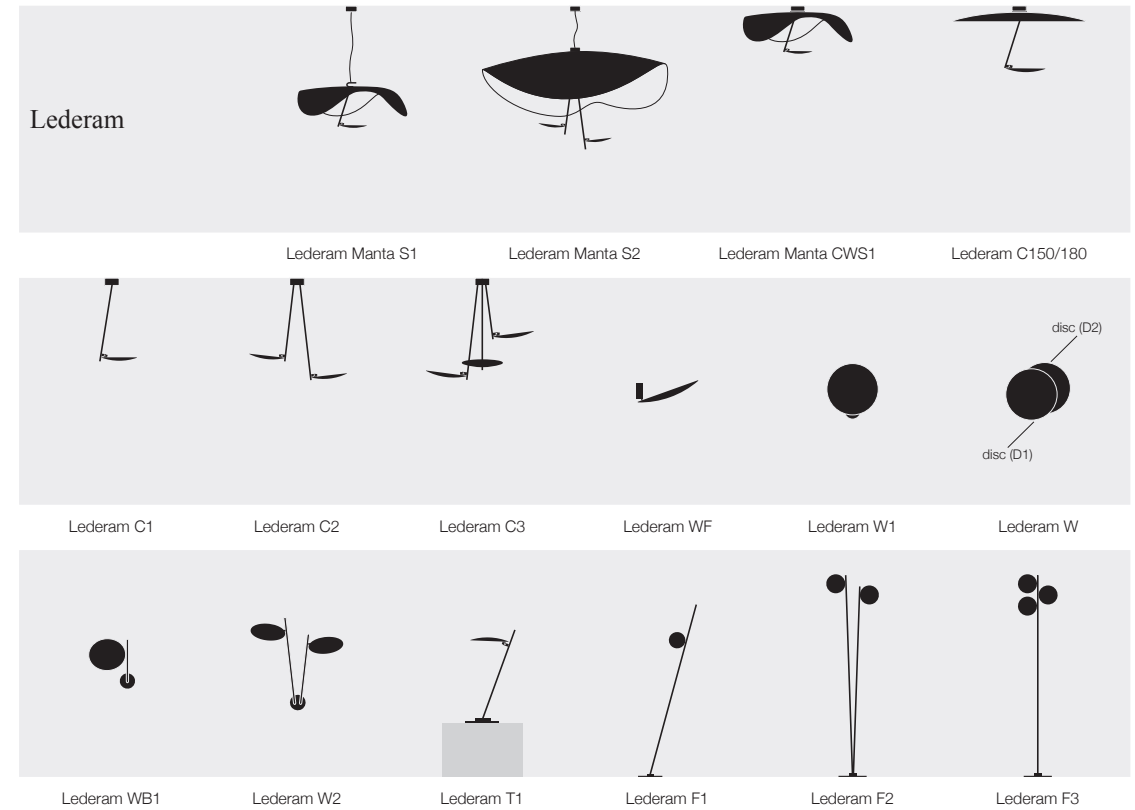 Lederam
Lederam Manta S1
Lederam Manta S2
Lederam Manta CWS1
Lederam C150/180
disc (D2)
disc (D1)
Lederam C1
Lederam C2
Lederam C3
Lederam WF
Lederam W1
Lederam W
Lederam WB1
Lederam W2
Lederam T1
Lederam F1
Lederam F2
Lederam F3